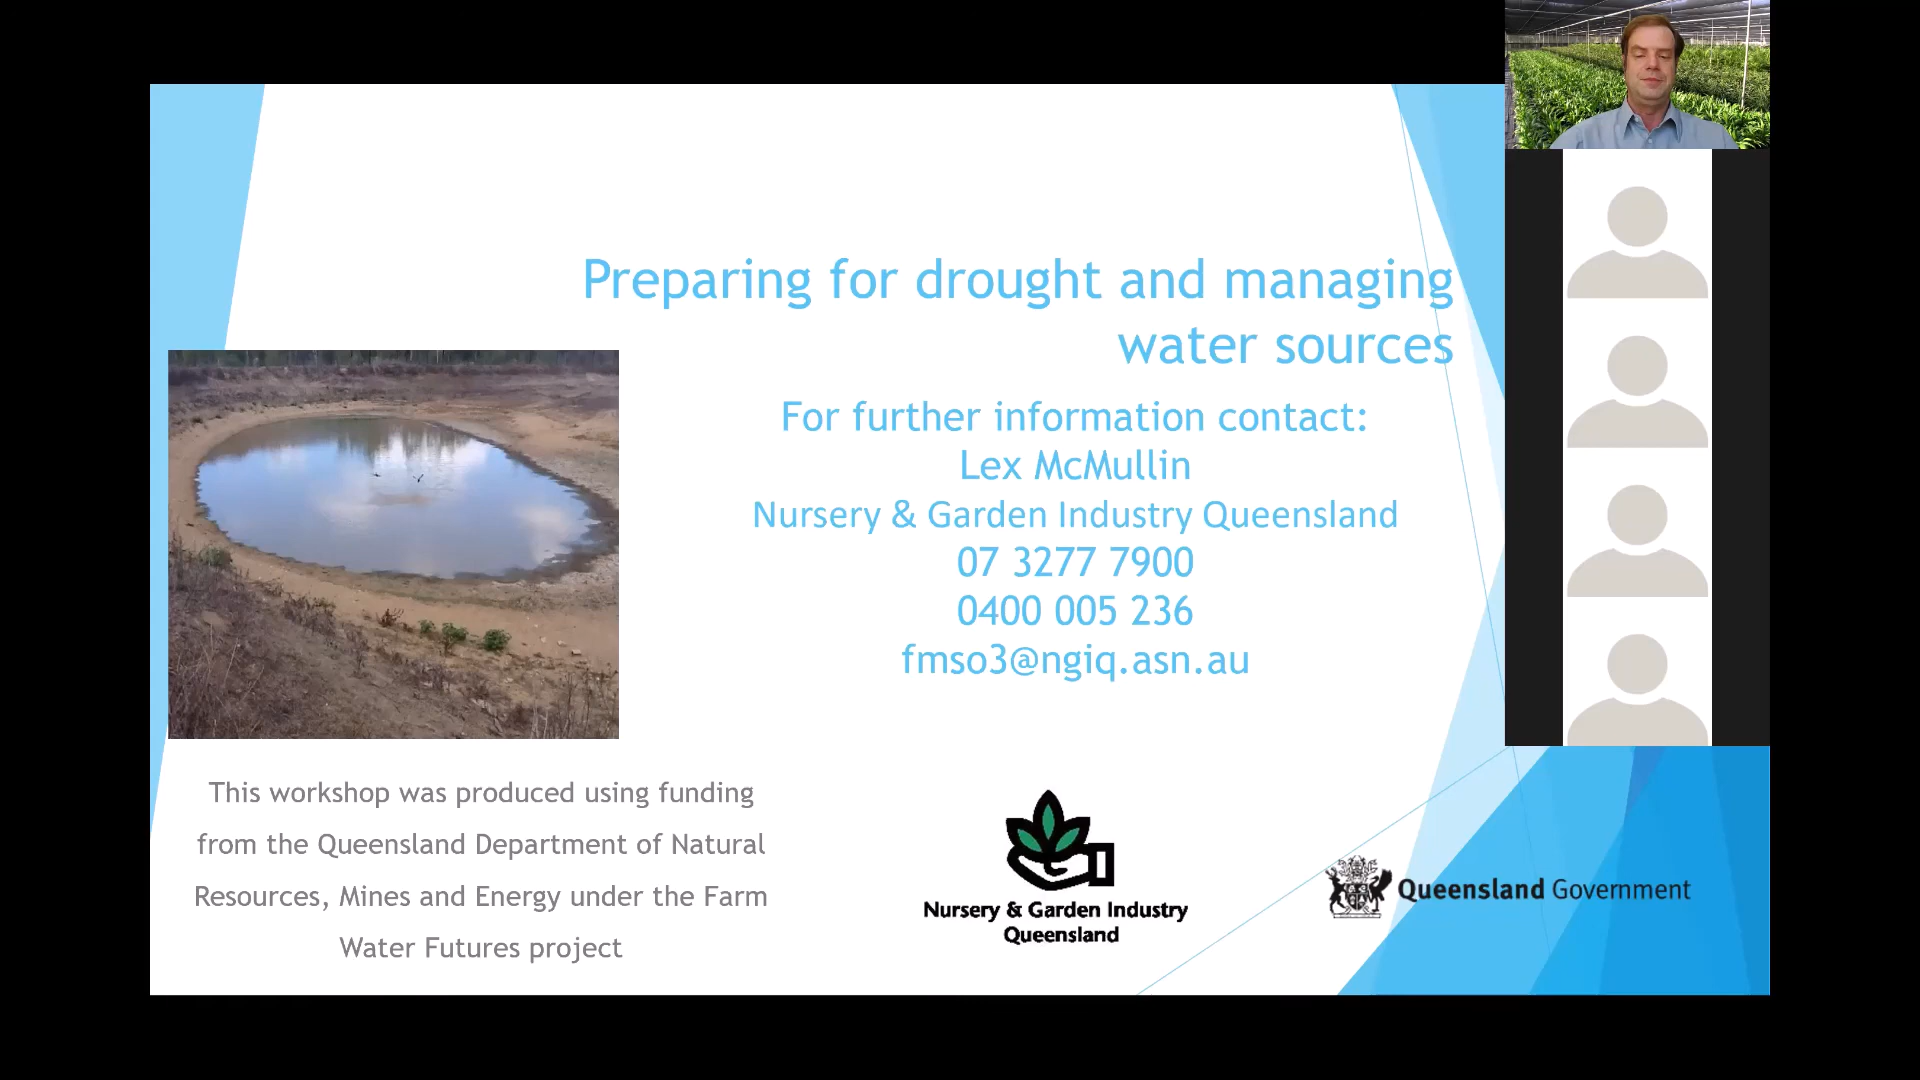 Preparing for drought and managing
water sources
For further information contact:
Lex McMullin
Nursery & Garden Industry Queensland
07 3277 7900
0400 005 236
fmso3@ngiq.asn.au
This workshop was produced using funding
from the Queensland Department of Natural
Resources, Mines and Energy under the Farm
Water Futures project
Nursery & Garden Industry
Queensland
Queensland Government